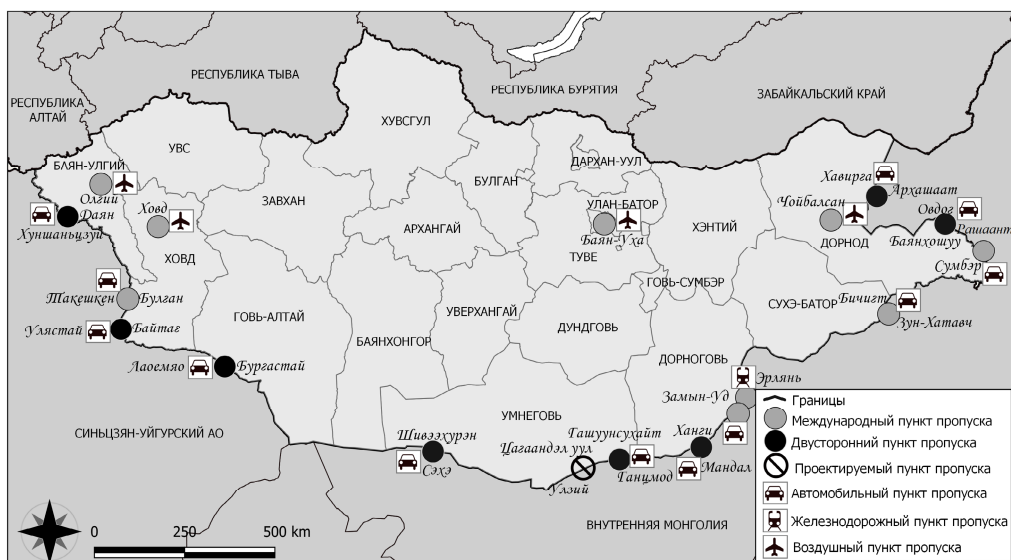 РЕСПУБЛИКА ТЫВА
РЕСПУБЛИКА БУРЯТИЯ
ЗАБАЙКАЛЬСКИЙ КРАЙ
РЕСПУБЛИКА
АЛТАЙ
ХУВСГУЛ
УВС
БЛЯН-УЛГИЙ
Олгий
Даян
Хуншаньцзуй
Ховд
ХОВД
ЗАВХАН
АРХАНГАЙ
БУЛГАН
ДАРХАН-УУЛ
УЛАН-БАТОР
Баян-Уха
ТУВЕ
ХЭНТИЙ
Хавирга
Архашаат
Чойбалсан
Овдог
Рашаант
Баянхошуу
ДОРНОД
Сумбэр
Такешкен
Булган
Улястай
Байтаг
ГОВЬ-АЛТАЙ
БАЯНХОНГОР
УВЕРХАНГАЙ
ДУНДГОВЬ
ГОВЬ-СУМБЭР
СУХЭ-БАТОР
Бичигт
Зун-Хатавч
Лаоемяо
Бургастай
ДОРНОГОВЬ
Эрлянь
Замын-Уд
УМНЕГОВЬ
СИНЬЦЗЯН-УЙГУРСКИЙ АО
Шивээхурэн
Сэхэ
Цагаандэл уул
Улзий
Гашуунсухайт
Ганцмод
Ханги
Мандал
ВНУТРЕННЯЯ МОНГОЛИЯ
0 250 500 km
Границы
Международный пункт пропуска
Двусторонний пункт пропуска
Проектируемый пункт пропуска
Автомобильный пункт пропуска
Железнодорожный пункт пропуска
Воздушный пункт пропуска